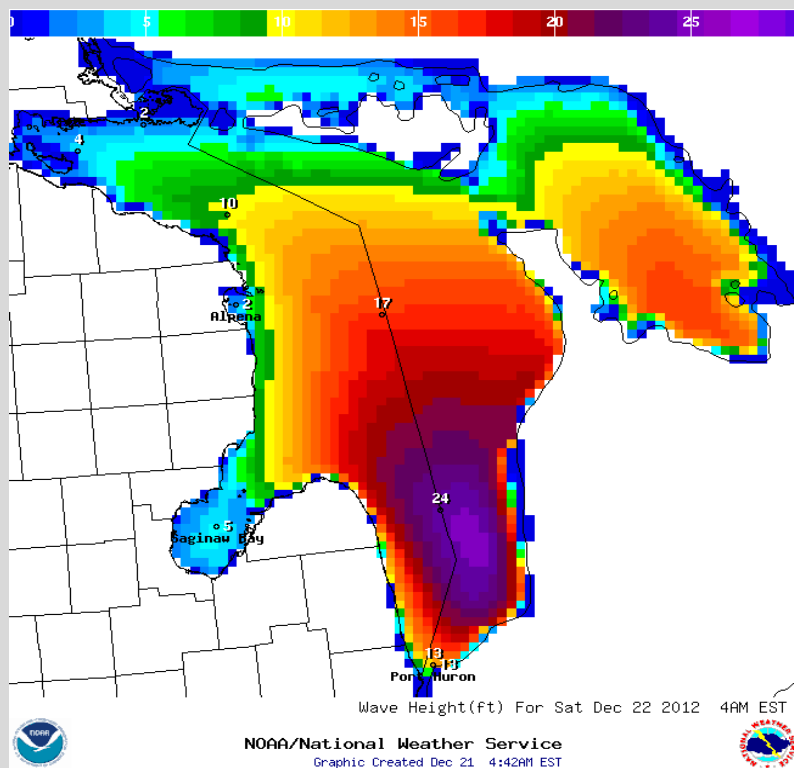 0 5 10 15 20 25
2
4
10
2
Alpena
17
24
5
Saginaw Bay
13
13
Port Huron
Wave Height(ft) For Sat Dec 22 2012 4AM EST
NOAA
NOAA/National Weather Service
Graphic Created Dec 21 4:42AM EST